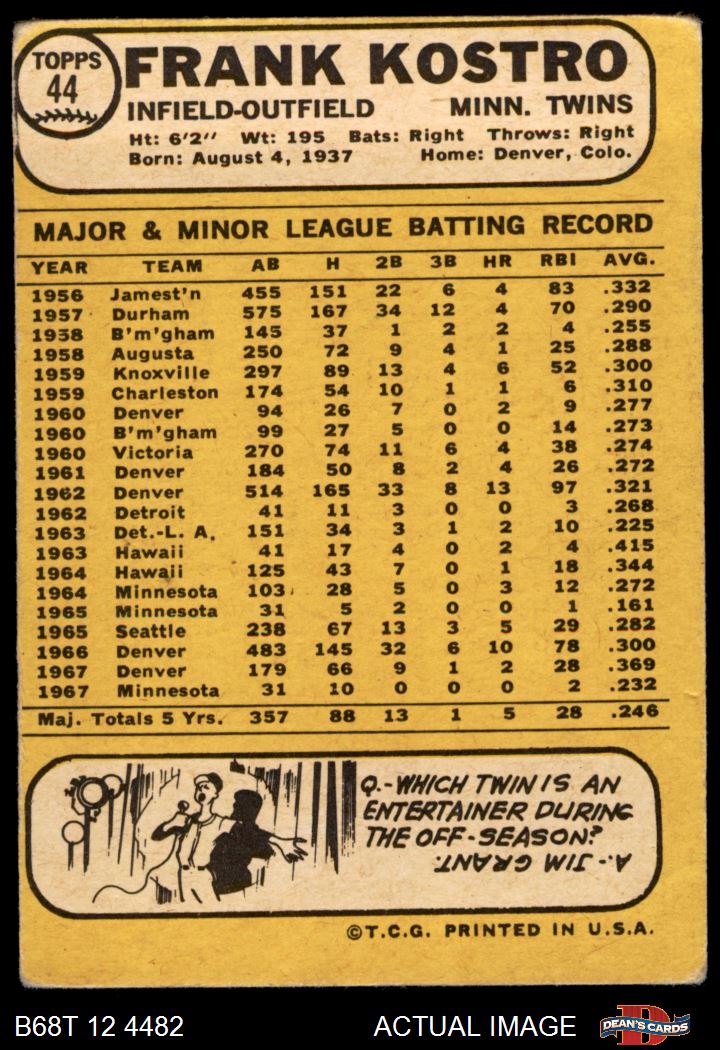 TOPPS
44
FRANK KOSTRO
INFIELD-OUTFIELD MINN. TWINS
Ht: 6'2" Wt: 195 Bats: Right Throws: Right
Born: August 4, 1937 Home: Denver, Colo.
MAJOR & MINOR LEAGUE BATTING RECORD
YEAR TEAM AB H 2B 3B HR RBI AVG.
1956 Jamest'n 455 151 22 6 4 83 .332
1957 Durham 575 167 34 12 4 70 .290
1958 B'm'gham 145 37 1 2 2 4 .255
1958 Augusta 250 72 9 4 1 25 .288
1959 Knoxville 297 89 13 4 6 52 .300
1959 Charleston 174 54 10 1 1 6 .310
1960 Denver 94 26 7 0 2 9 .277
1960 B'm'gham 99 27 5 0 0 14 .273
1960 Victoria 270 74 11 6 4 38 .274
1961 Denver 184 50 8 2 4 26 .272
1962 Denver 514 165 33 8 13 97 .321
1962 Detroit 41 11 3 0 0 3 .268
1963 Det.-L. A. 151 34 3 1 2 10 .225
1963 Hawaii 41 17 4 0 2 4 .415
1964 Hawaii 125 43 7 0 1 18 .344
1964 Minnesota 103 28 5 0 3 12 .272
1965 Minnesota 31 5 2 0 0 1 .161
1965 Seattle 238 67 13 3 5 29 .282
1966 Denver 483 145 32 6 10 78 .300
1967 Denver 179 66 9 1 2 28 .369
1967 Minnesota 31 10 0 0 0 2 .232
Maj. Totals 5 Yrs. 357 88 13 1 5 28 .246
Q.-WHICH TWIN IS AN
ENTERTAINER DURING
THE OFF-SEASON?
A.-JIM GRANT.
©T.C.G. PRINTED IN U.S.A.
B68T 12 4482 ACTUAL IMAGE D DEAN'S CARDS